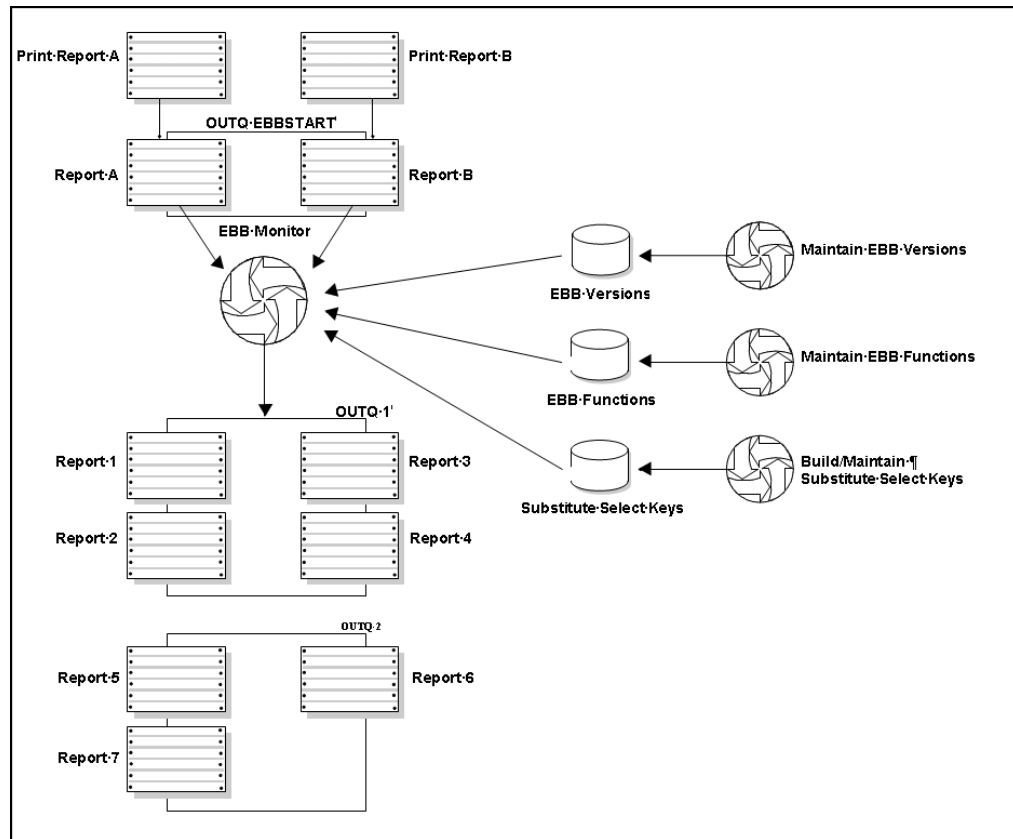 Print·Report·A
Print·Report·B
OUTQ·EBBSTART'
Report·A
Report·B
EBB·Monitor
Maintain·EBB·Versions
EBB·Versions
Maintain·EBB·Functions
EBB·Functions
OUTQ·1'
Report·1
Report·3
Build/Maintain·¶
Substitute·Select·Keys
Substitute·Select·Keys
Report·2
Report·4
OUTQ·2
Report·5
Report·6
Report·7